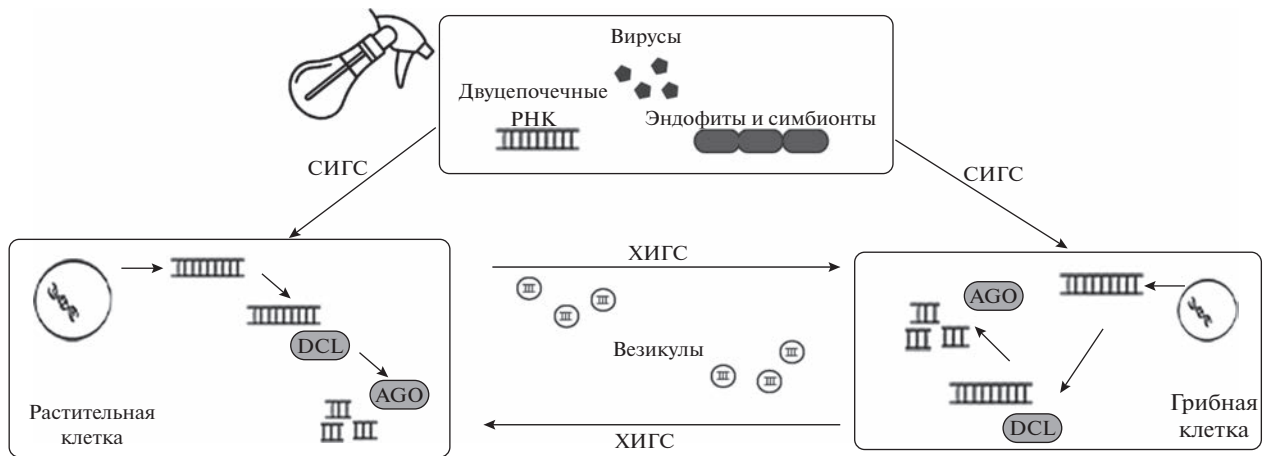 Вирусы
Двуцепочечные
РНК
Эндофиты и симбионты
СИГС
СИГС
ХИГС
DCL
AGO
Растительная
клетка
Везикулы
ХИГС
AGO
DCL
Грибная
клетка